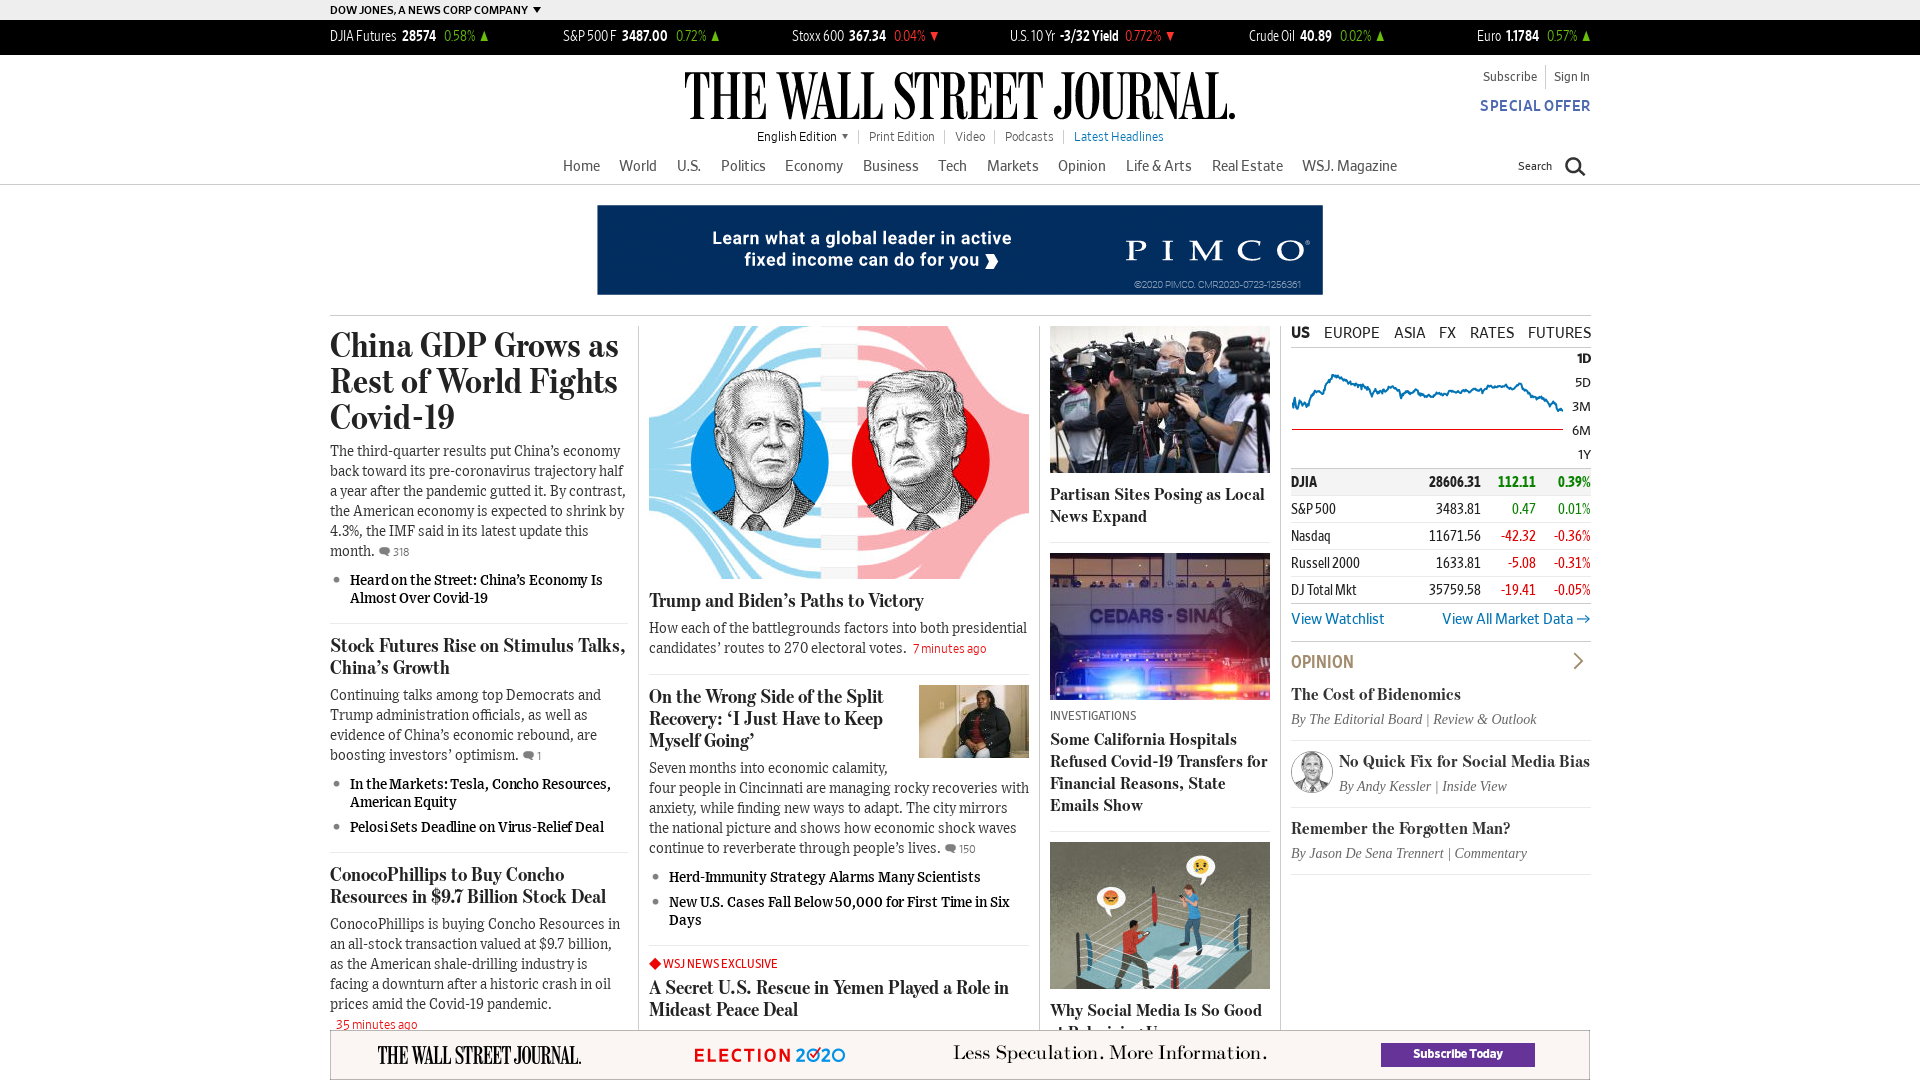 DOW JONES, A NEWS CORP COMPANY
DJIA Futures 28574 0.58%
S&P 500 F 3487.00 0.72%
Stoxx 600 367.34 0.04%
U.S. 10 Yr -3/32 Yield 0.772%
Crude Oil 40.89 0.02%
Euro 1.1784 0.57%
THE WALL STREET JOURNAL.
Subscribe Sign In
SPECIAL OFFER
English Edition Print Edition Video Podcasts Latest Headlines
Home World U.S. Politics Economy Business Tech Markets Opinion Life & Arts Real Estate WSJ. Magazine
Search
Learn what a global leader in active
fixed income can do for you
PIMCO®
©2020 PIMCO. CMR2020-0723-1256361
China GDP Grows as
Rest of World Fights
Covid-19
The third-quarter results put China’s economy
back toward its pre-coronavirus trajectory half
a year after the pandemic gutted it. By contrast,
the American economy is expected to shrink by
4.3%, the IMF said in its latest update this
month. 318
Heard on the Street: China’s Economy Is
Almost Over Covid-19
Stock Futures Rise on Stimulus Talks,
China’s Growth
Continuing talks among top Democrats and
Trump administration officials, as well as
evidence of China’s economic rebound, are
boosting investors’ optimism. 1
In the Markets: Tesla, Concho Resources,
American Equity
Pelosi Sets Deadline on Virus-Relief Deal
ConocoPhillips to Buy Concho
Resources in $9.7 Billion Stock Deal
ConocoPhillips is buying Concho Resources in
an all-stock transaction valued at $9.7 billion,
as the American shale-drilling industry is
facing a downturn after a historic crash in oil
prices amid the Covid-19 pandemic.
35 minutes ago
Trump and Biden’s Paths to Victory
How each of the battlegrounds factors into both presidential
candidates’ routes to 270 electoral votes. 7 minutes ago
On the Wrong Side of the Split
Recovery: ‘I Just Have to Keep
Myself Going’
Seven months into economic calamity,
four people in Cincinnati are managing rocky recoveries with
anxiety, while finding new ways to adapt. The city mirrors
the national picture and shows how economic shock waves
continue to reverberate through people’s lives. 150
Herd-Immunity Strategy Alarms Many Scientists
New U.S. Cases Fall Below 50,000 for First Time in Six
Days
WSJ NEWS EXCLUSIVE
A Secret U.S. Rescue in Yemen Played a Role in
Mideast Peace Deal
Partisan Sites Posing as Local
News Expand
CEDARS-SINAI
INVESTIGATIONS
Some California Hospitals
Refused Covid-19 Transfers for
Financial Reasons, State
Emails Show
Why Social Media Is So Good
US EUROPE ASIA FX RATES FUTURES
1D
5D
3M
6M
1Y
DJIA 28606.31 112.11 0.39%
S&P 500 3483.81 0.47 0.01%
Nasdaq 11671.56 -42.32 -0.36%
Russell 2000 1633.81 -5.08 -0.31%
DJ Total Mkt 35759.58 -19.41 -0.05%
View Watchlist View All Market Data
OPINION
The Cost of Bidenomics
By The Editorial Board | Review & Outlook
No Quick Fix for Social Media Bias
By Andy Kessler | Inside View
Remember the Forgotten Man?
By Jason De Sena Trennert | Commentary
THE WALL STREET JOURNAL.
ELECTION 2020
Less Speculation. More Information.
Subscribe Today